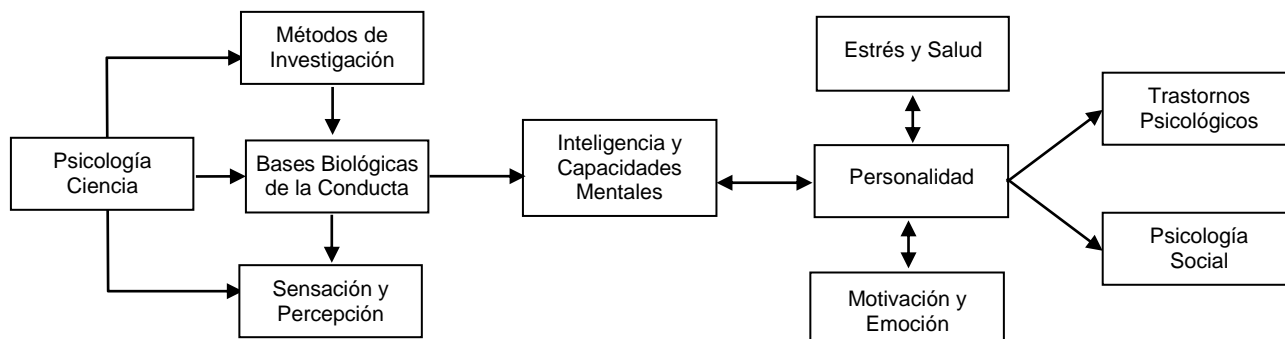 Métodos de
Investigación
Estrés y Salud
Trastornos
Psicológicos
Psicología
Ciencia
Bases Biológicas
de la Conducta
Inteligencia y
Capacidades
Mentales
Personalidad
Psicología
Social
Sensación y
Percepción
Motivación y
Emoción